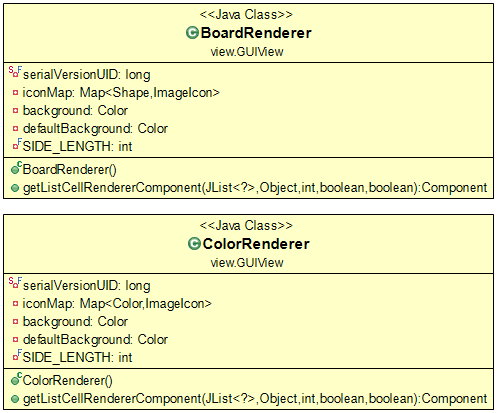 <<Java Class>>
BoardRenderer
view.GUIView
serialVersionUID: long
iconMap: Map<Shape,ImageIcon>
background: Color
defaultBackground: Color
SIDE_LENGTH: int
BoardRenderer()
getListCellRendererComponent(JList<?>,Object,int,boolean,boolean):Component
<<Java Class>>
ColorRenderer
view.GUIView
serialVersionUID: long
iconMap: Map<Color,ImageIcon>
background: Color
defaultBackground: Color
SIDE_LENGTH: int
ColorRenderer()
getListCellRendererComponent(JList<?>,Object,int,boolean,boolean):Component